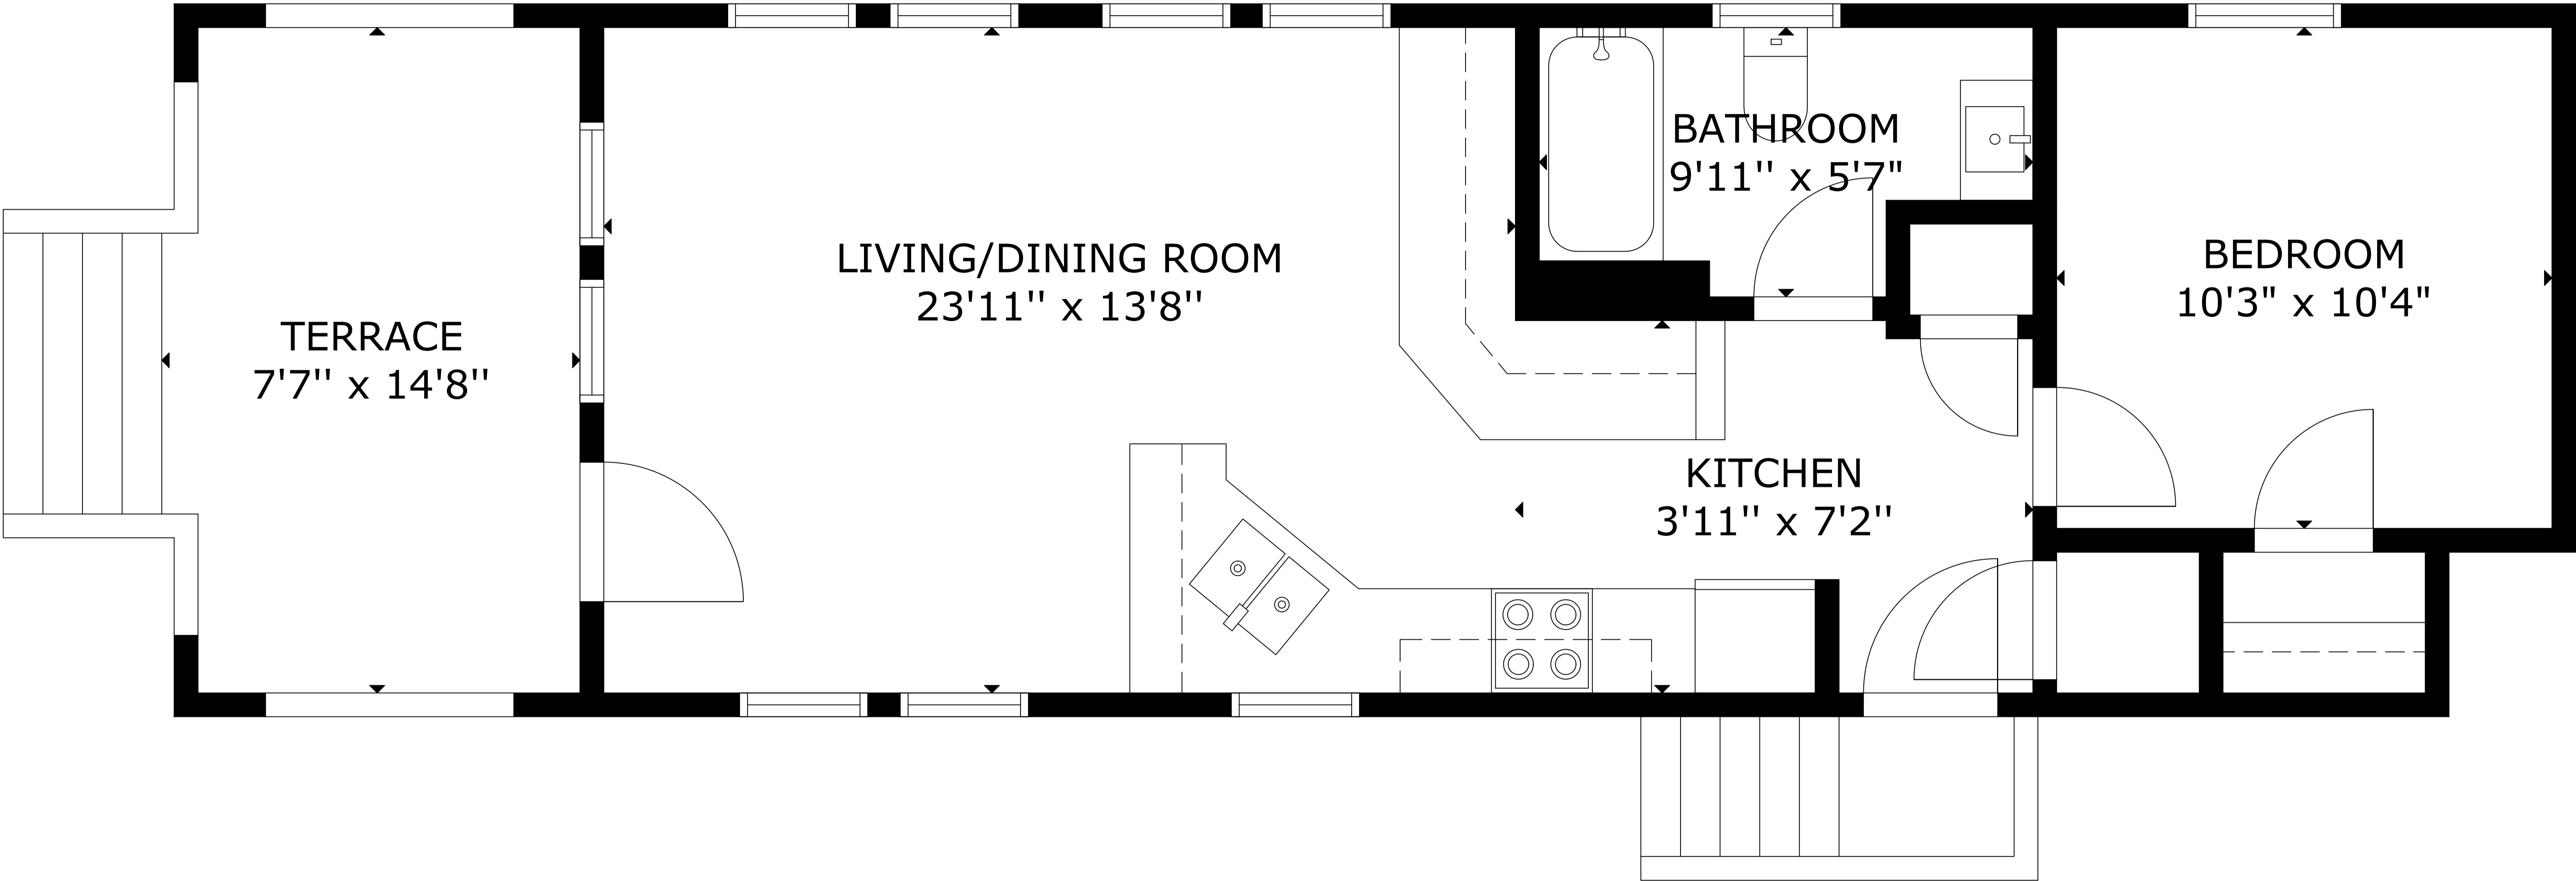 TERRACE
7'7'' x 14'8''
LIVING/DINING ROOM
23'11'' x 13'8''
BATHROOM
9'11'' x 5'7"
KITCHEN
3'11'' x 7'2''
BEDROOM
10'3" x 10'4"